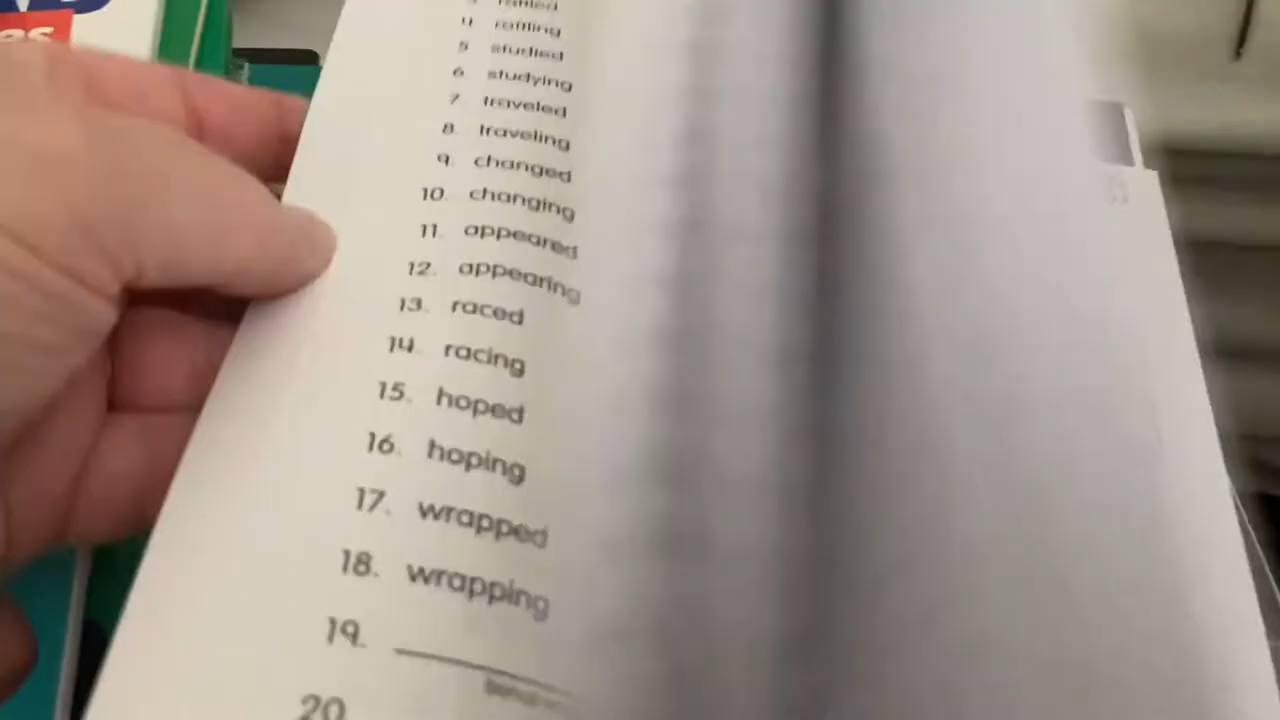 es
4 rattling
5 studied
6 studying
7 traveled
8. traveling
9. changed
10. changing
11. appeared
12. appearing
13. raced
14. racing
15. hoped
16. hoping
17. wrapped
18. wrapping
19.
20